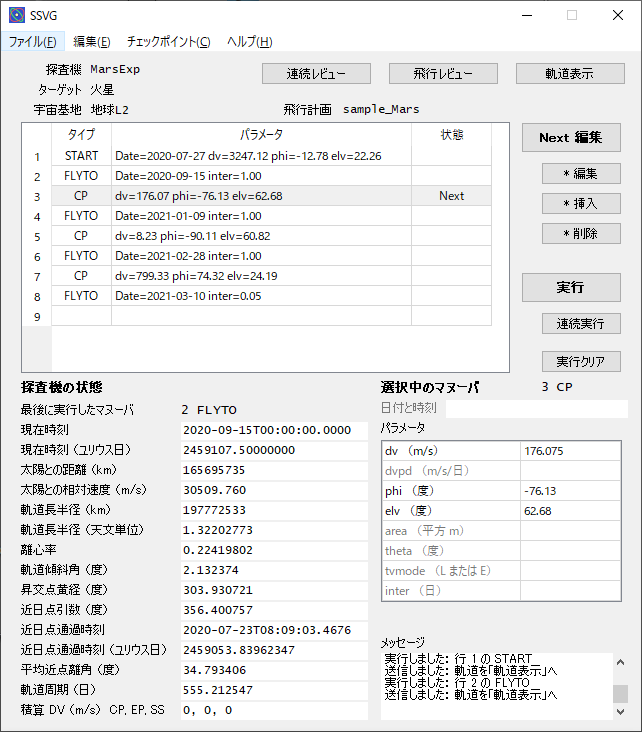 SSVG
ファイル(F) 編集(E) チェックポイント(C) ヘルプ(H)
探査機 MarsExp 連続レビュー 飛行レビュー 軌道表示
ターゲット 火星
宇宙基地 地球L2 飛行計画 sample_Mars
タイプ パラメータ 状態
1 START Date=2020-07-27 dv=3247.12 phi=-12.78 elv=22.26
2 FLYTO Date=2020-09-15 inter=1.00
3 CP dv=176.07 phi=-76.13 elv=62.68 Next
4 FLYTO Date=2021-01-09 inter=1.00
5 CP dv=8.23 phi=-90.11 elv=60.82
6 FLYTO Date=2021-02-28 inter=1.00
7 CP dv=799.33 phi=74.32 elv=24.19
8 FLYTO Date=2021-03-10 inter=0.05
9
Next 編集
* 編集
* 挿入
* 削除
実行
連続実行
実行クリア
探査機の状態
最後に実行したマヌーバ 2 FLYTO
現在時刻 2020-09-15T00:00:00.0000
現在時刻 (ユリウス日) 2459107.50000000
太陽との距離 (km) 165695735
太陽との相対速度 (m/s) 30509.760
軌道長半径 (km) 197772533
軌道長半径 (天文単位) 1.32202773
離心率 0.22419802
軌道傾斜角 (度) 2.132374
昇交点黄経 (度) 303.930721
近日点引数 (度) 356.400757
近日点通過時刻 2020-07-23T08:09:03.4676
近日点通過時刻 (ユリウス日) 2459053.83962347
平均近点離角 (度) 34.793406
軌道周期 (日) 555.212547
積算 DV (m/s) CP, EP, SS 0, 0, 0
選択中のマヌーバ 3 CP
日付と時刻
パラメータ
dv (m/s) 176.075
dvpd (m/s/日)
phi (度) -76.13
elv (度) 62.68
area (平方 m)
theta (度)
tvmode (L または E)
inter (日)
メッセージ
実行しました: 行 1 の START
送信しました: 軌道を「軌道表示」へ
実行しました: 行 2 の FLYTO
送信しました: 軌道を「軌道表示」へ